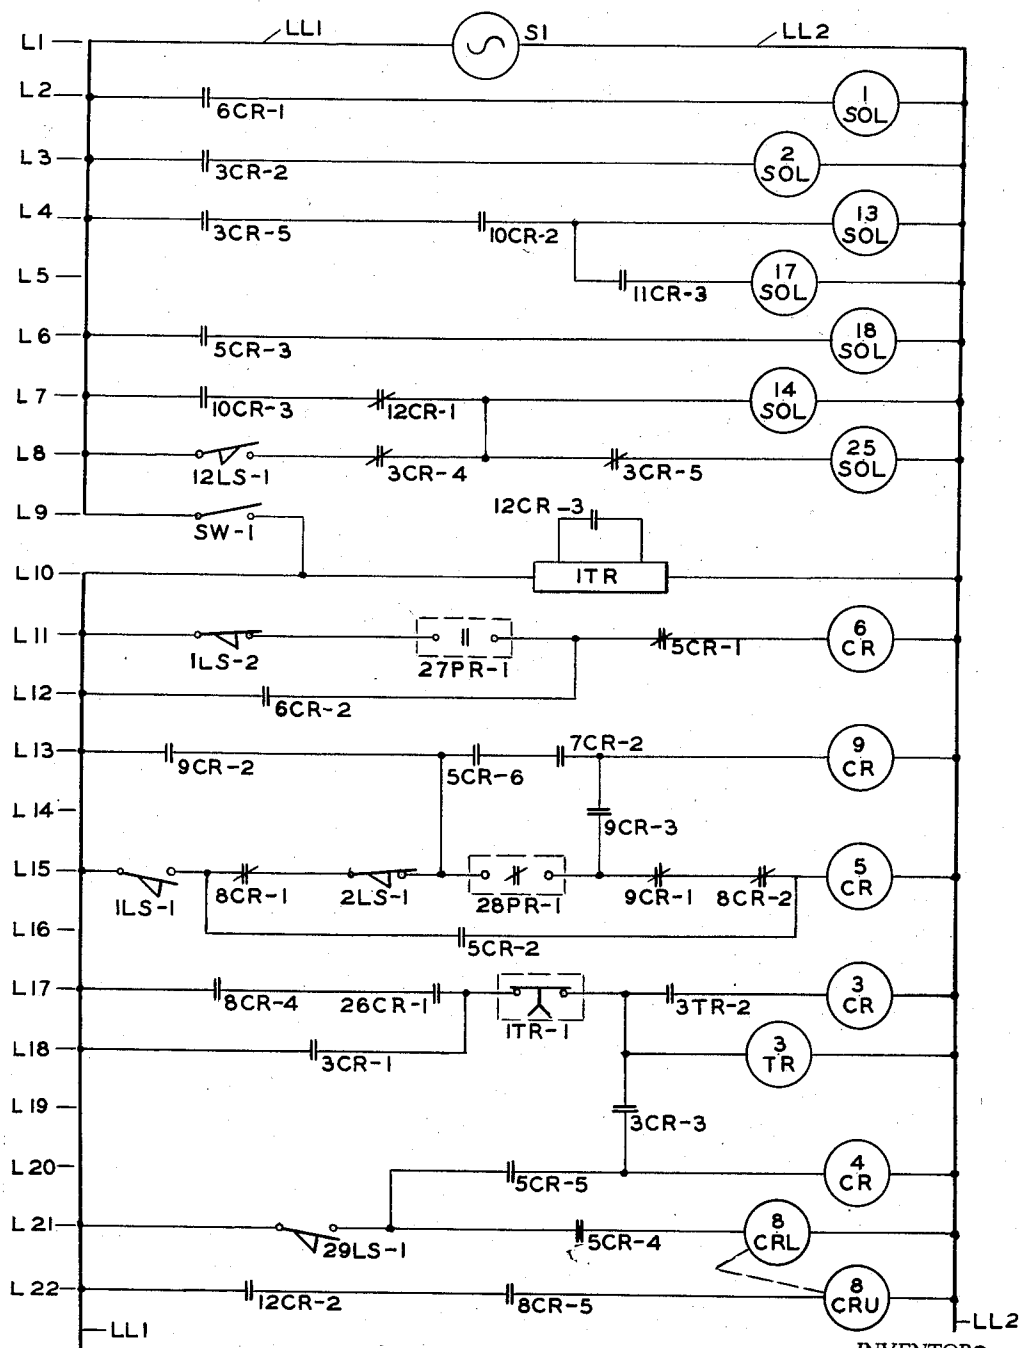 L1 LL1 S1 LL2
L2 6CR-1 1 SOL
L3 3CR-2 2 SOL
L4 3CR-5 10CR-2 13 SOL
L5 11CR-3 17 SOL
L6 5CR-3 18 SOL
L7 10CR-3 12CR-1 14 SOL
L8 12LS-1 3CR-4 3CR-5 25 SOL
L9 SW-1 12CR-3
L10 1TR
L11 1LS-2 27PR-1 5CR-1 6 CR
L12 6CR-2
L13 9CR-2 5CR-6 7CR-2 9 CR
L14 9CR-3
L15 1LS-1 8CR-1 2LS-1 28PR-1 9CR-1 8CR-2 5 CR
L16 5CR-2
L17 8CR-4 26CR-1 1TR-1 3TR-2 3 CR
L18 3CR-1 3 TR
L19 3CR-3
L20 5CR-5 4 CR
L21 29LS-1 5CR-4 8 CRL
L22 12CR-2 8CR-5 8 CRU
LL1 LL2